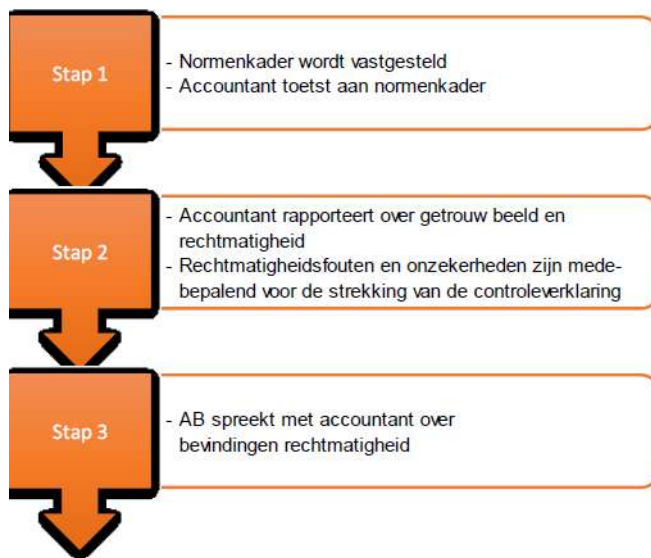 Stap 1
- Normenkader wordt vastgesteld
- Accountant toetst aan normenkader
Stap 2
- Accountant rapporteert over getrouw beeld en
rechtmatigheid
- Rechtmatigheidsfouten en onzekerheden zijn mede-
bepalend voor de strekking van de controleverklaring
Stap 3
- AB spreekt met accountant over
bevindingen rechtmatigheid